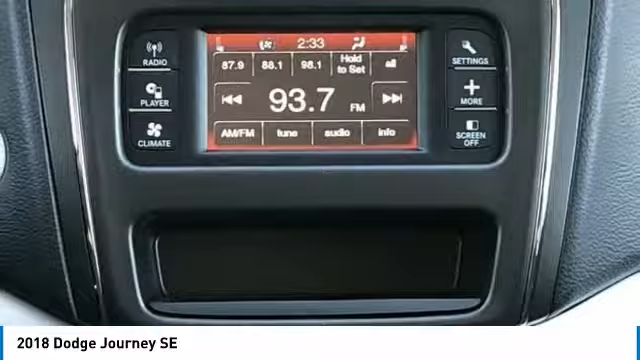 2:33
RADIO
87.9 88.1 98.1 Hold to Set all
SETTINGS
PLAYER
93.7 FM
MORE
CLIMATE
AM/FM tune audio info
SCREEN OFF
2018 Dodge Journey SE